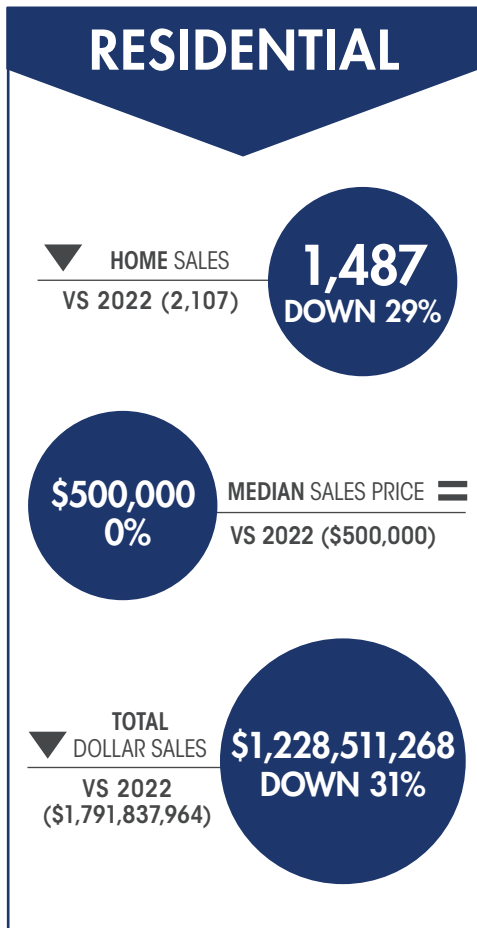 RESIDENTIAL
HOME SALES
VS 2022 (2,107)
1,487
DOWN 29%
$500,000
0%
MEDIAN SALES PRICE
VS 2022 ($500,000)
TOTAL
DOLLAR SALES
VS 2022
($1,791,837,964)
$1,228,511,268
DOWN 31%